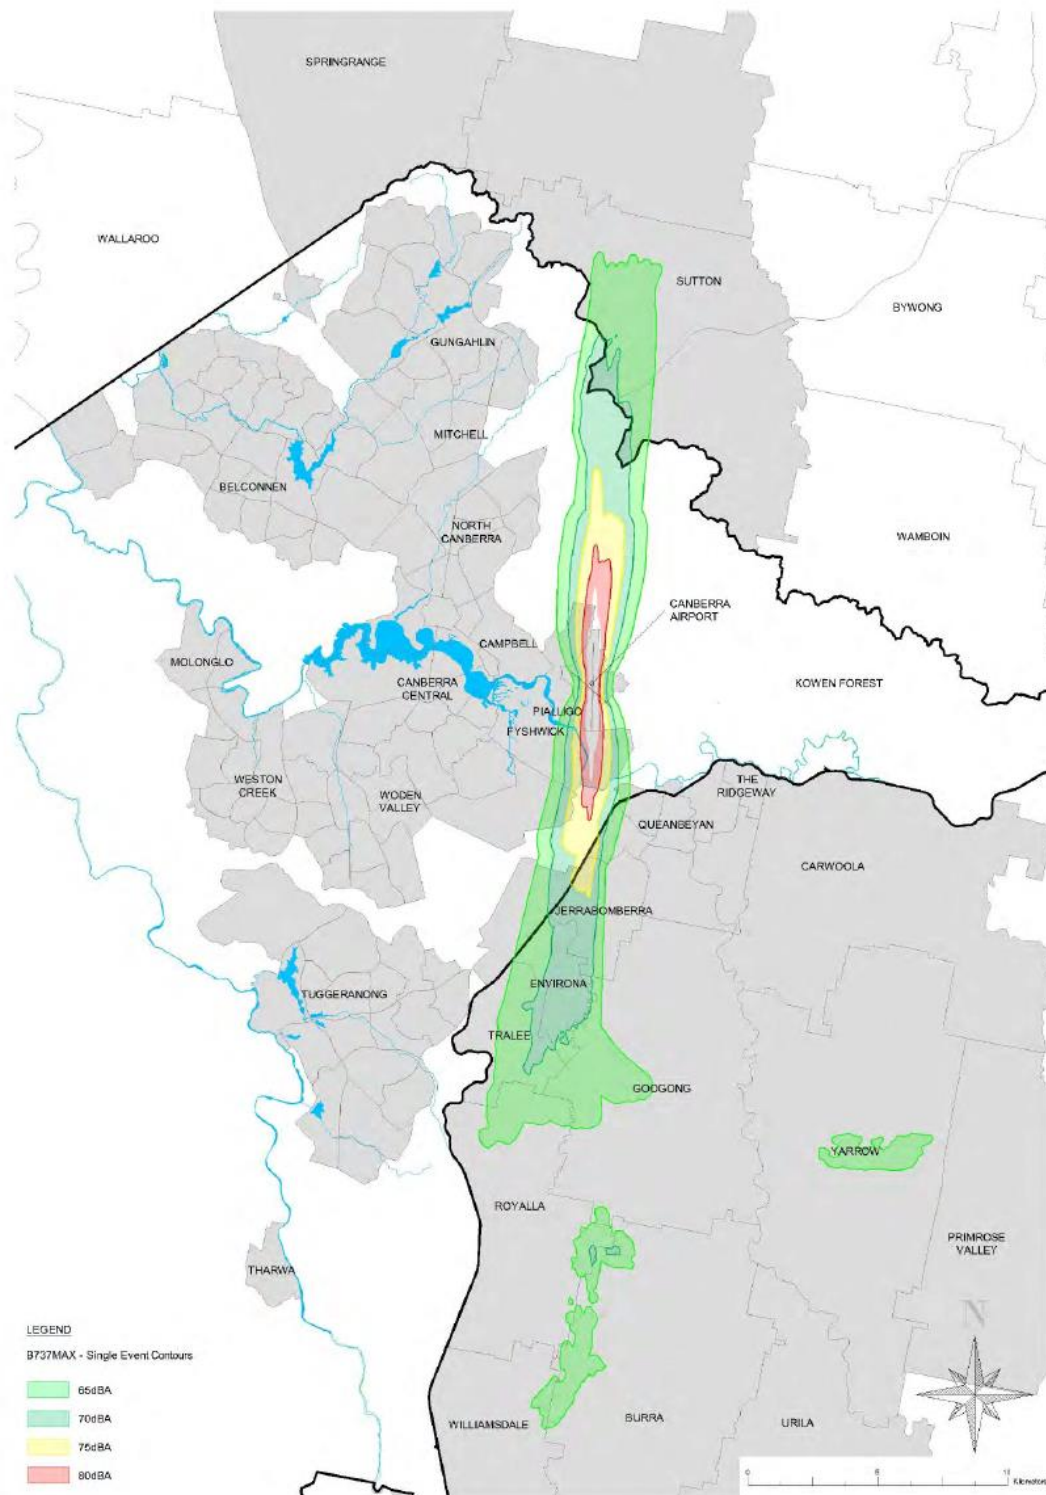 SPRINGRANGE
WALLAROO
SUTTON
BYWONG
GUNGAHLIN
MITCHELL
BELCONNEN
NORTH
CANBERRA
WAMBOIN
CANBERRA
AIRPORT
CAMPBELL
MOLONGLO
CANBERRA
CENTRAL
KOWEN FOREST
PIALLIGO
FYSHWICK
WESTON
CREEK
WODEN
VALLEY
THE
RIDGEWAY
QUEANBEYAN
CARWOOLA
JERRABOMBERRA
ENVIRONA
TUGGERANONG
TRALEE
GOOGONG
YARROW
ROYALLA
PRIMROSE
VALLEY
THARWA
N
LEGEND
B737MAX - Single Event Contours
65dBA
70dBA
75dBA
80dBA
WILLIAMSDALE
BURRA
URILA
0
Kilometers